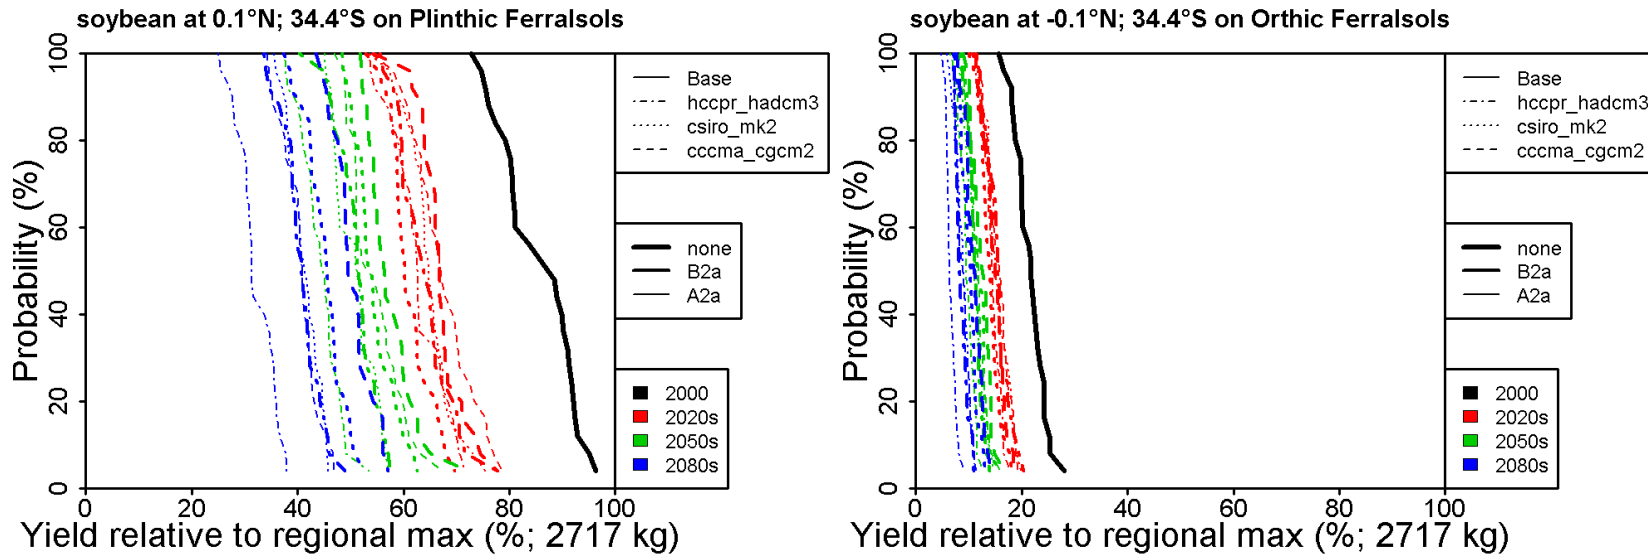 soybean at 0.1°N; 34.4°S on Plinthic Ferralsols
Probability (%)
0 20 40 60 80 100
0 20 40 60 80 100
Yield relative to regional max (%; 2717 kg)
Base
hccpr_hadcm3
csiro_mk2
cccma_cgcm2
none
B2a
A2a
2000
2020s
2050s
2080s
soybean at -0.1°N; 34.4°S on Orthic Ferralsols
Probability (%)
0 20 40 60 80 100
0 20 40 60 80 100
Yield relative to regional max (%; 2717 kg)
Base
hccpr_hadcm3
csiro_mk2
cccma_cgcm2
none
B2a
A2a
2000
2020s
2050s
2080s